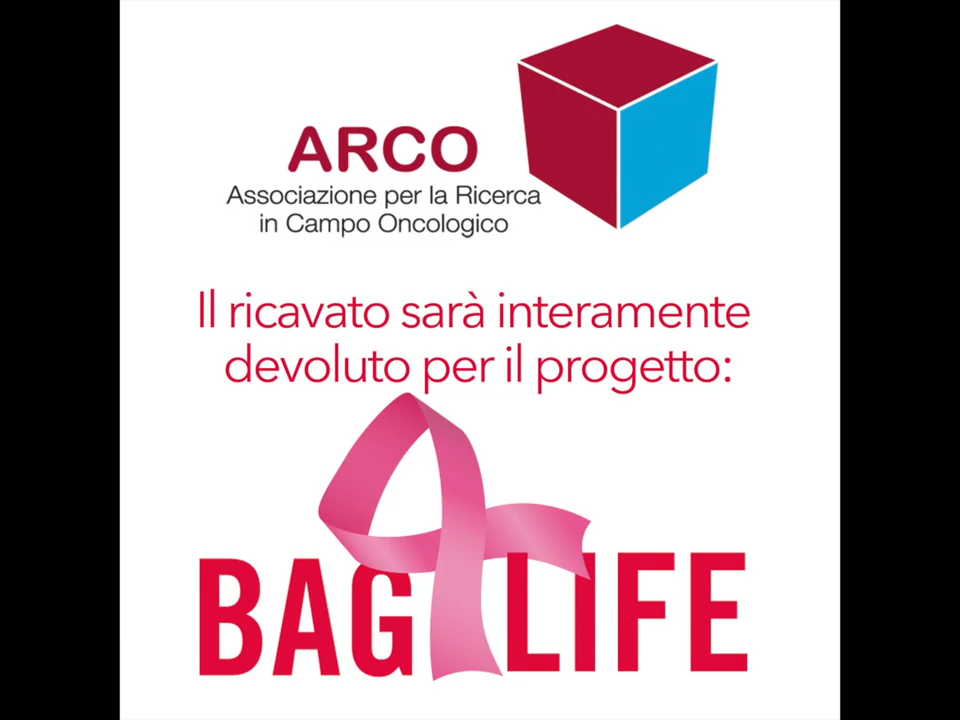 ARCO
Associazione per la Ricerca
in Campo Oncologico
Il ricavato sarà interamente
devoluto per il progetto:
BAG4LIFE